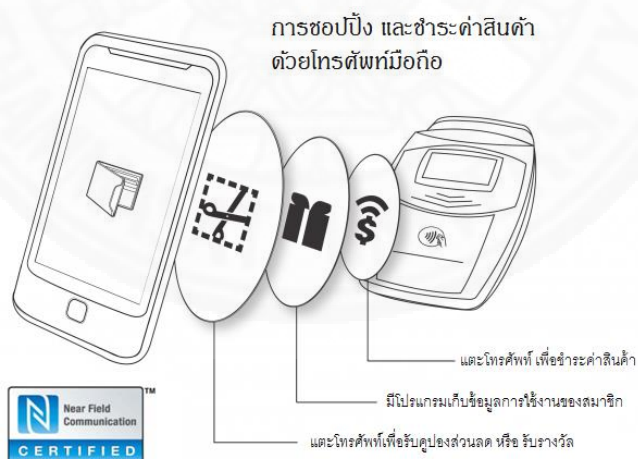 การชอปปิ้ง และชำระค่าสินค้า
ด้วยโทรศัพท์มือถือ
แตะโทรศัพท์ เพื่อชำระค่าสินค้า
มีโปรแกรมเก็บข้อมูลการใช้งานของสมาชิก
แตะโทรศัพท์เพื่อรับคูปองส่วนลด หรือ รับรางวัล
TM
Near Field
Communication
CERTIFIED